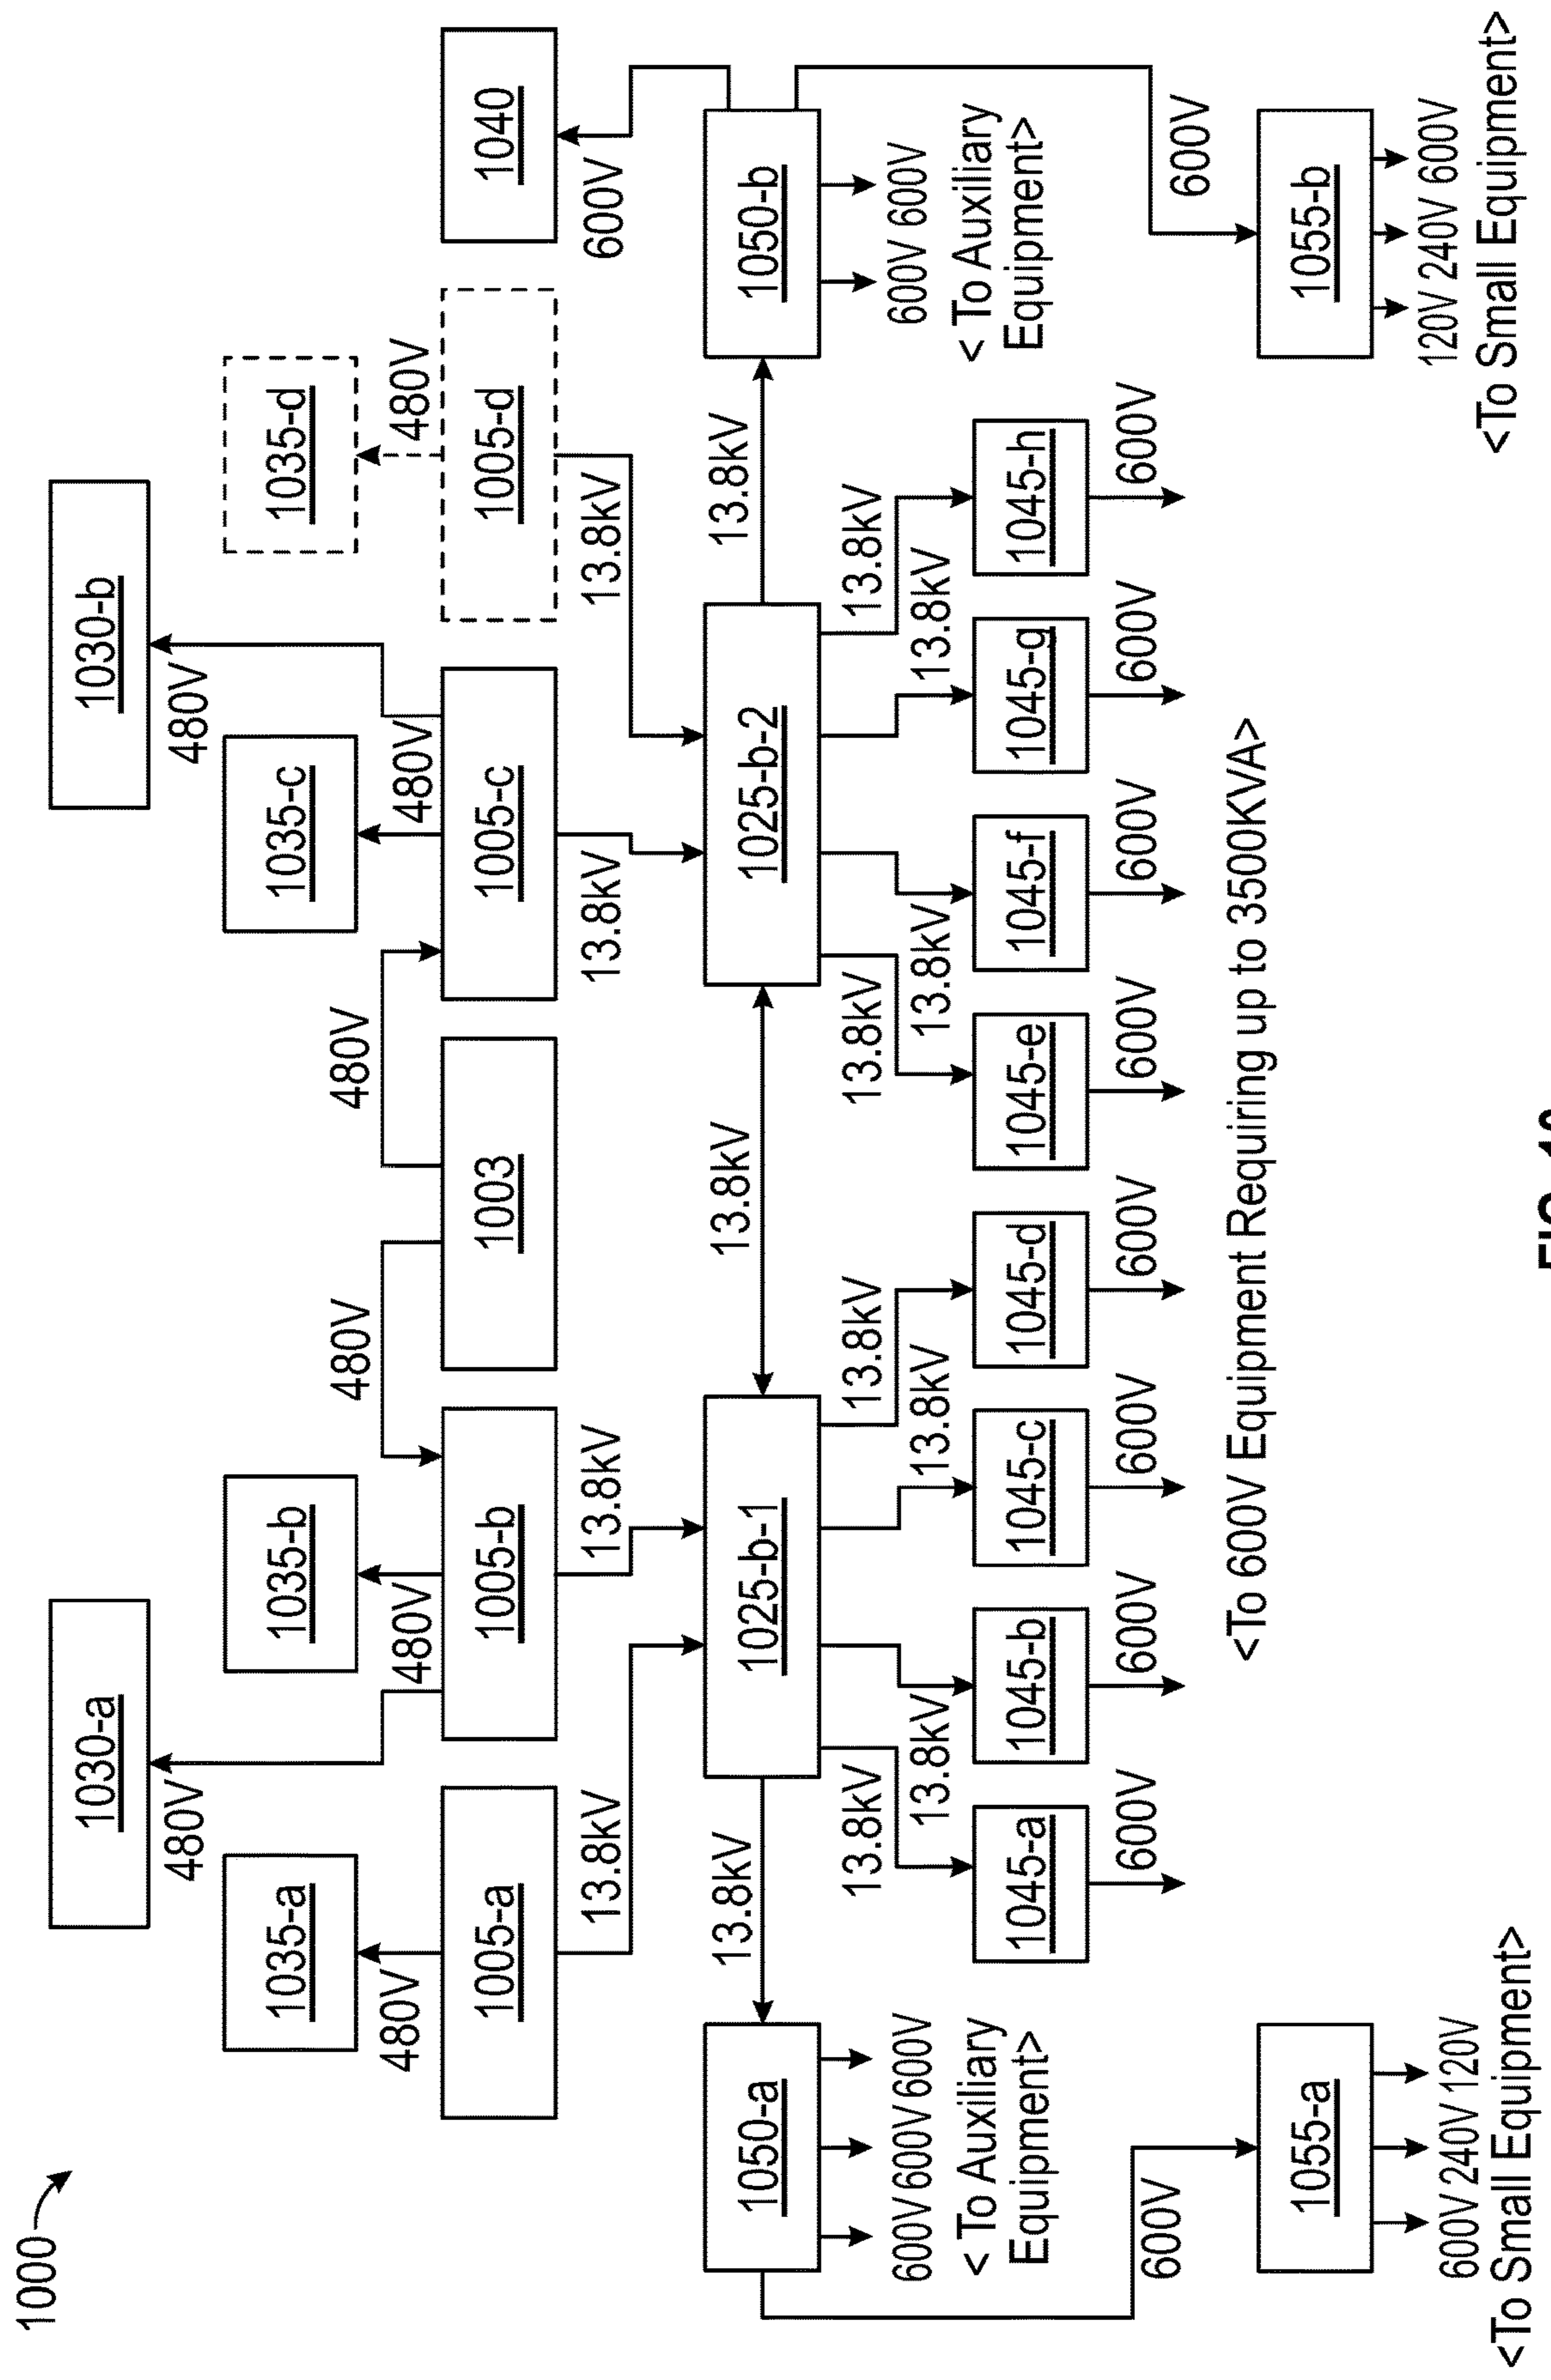 1000
1030-a
1030-b
480V
480V
1035-a
1035-b
1035-c
1035-d
480V
480V
480V
480V
480V
480V
1005-a
1005-b
1003
1005-c
1005-d
1040
13.8kV
13.8kV
13.8kV
13.8kV
600V
13.8kV
13.8kV
13.8kV
1050-a
1025-b-1
1025-b-2
1050-b
13.8kV
13.8kV
13.8kV
13.8kV
600V 600V 600V
13.8kV
13.8kV
13.8kV
13.8kV
600V 600V
< To Auxiliary
Equipment>
1045-a
1045-b
1045-c
1045-d
1045-e
1045-f
1045-g
1045-h
< To Auxiliary
Equipment>
600V
600V
600V
600V
600V
600V
600V
600V
600V
600V
<To 600V Equipment Requiring up to 3500KVA>
1055-a
1055-b
600V 240V 120V
120V 240V 600V
<To Small Equipment>
<To Small Equipment>